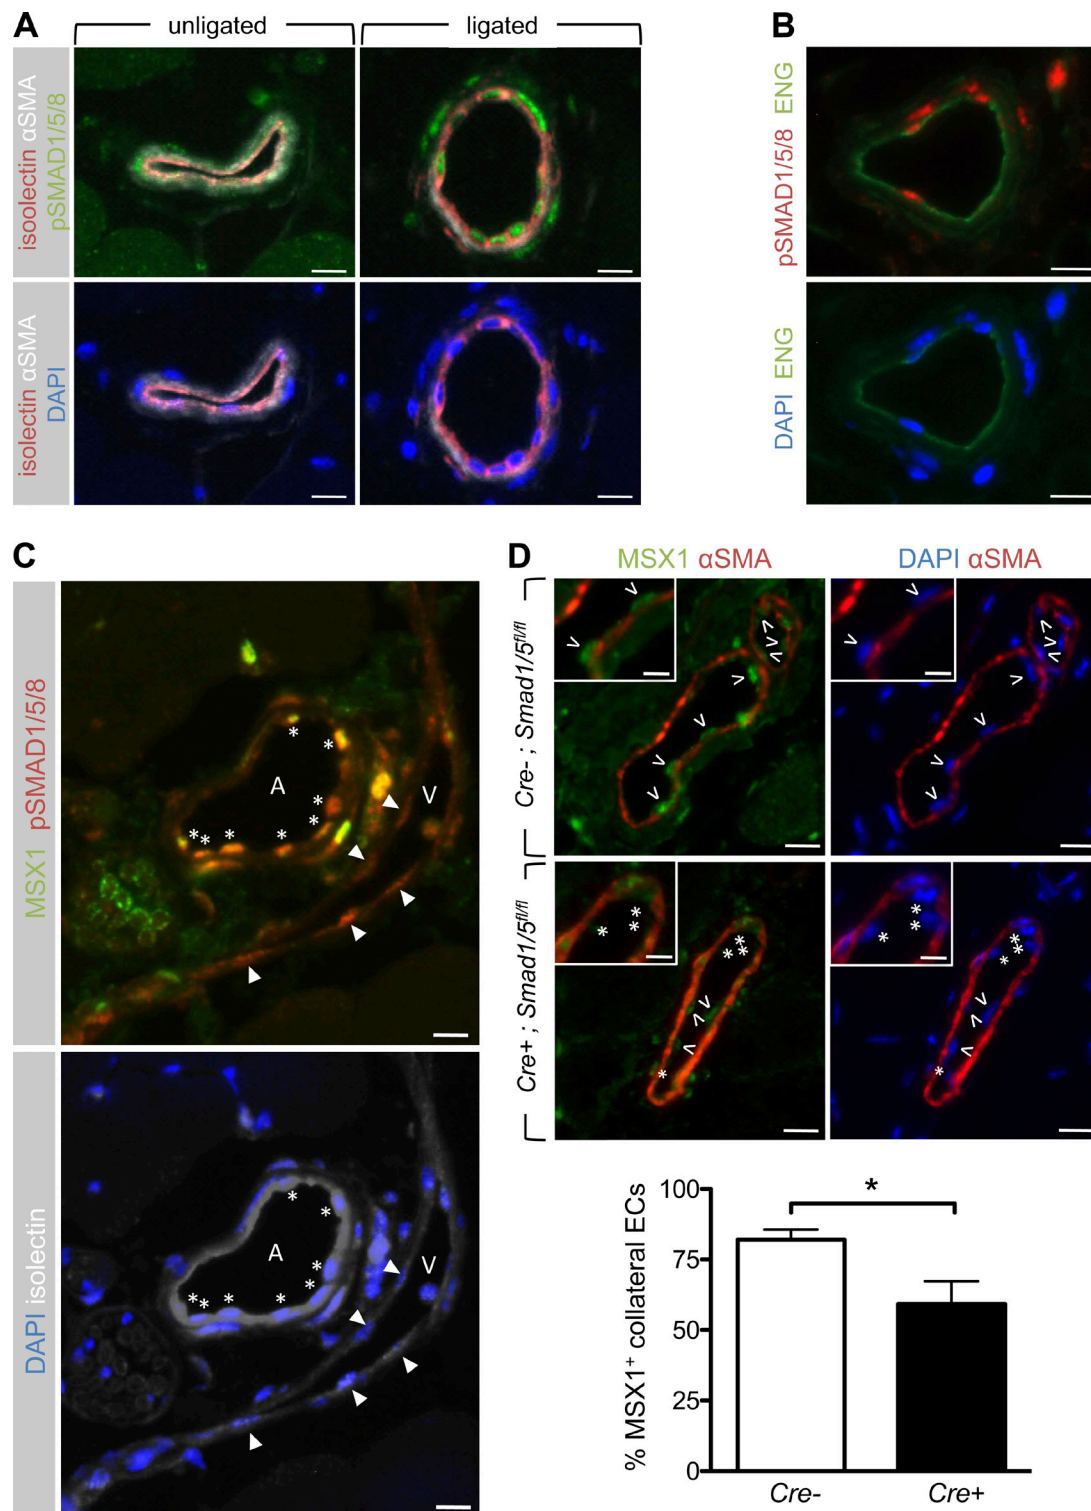 A
unligated
ligated
isoolectin αSMA
pSMAD1/5/8
isolectin αSMA
DAPI
B
pSMAD1/5/8 ENG
DAPI ENG
C
MSX1 pSMAD1/5/8
A
V
* * * * * * * *
DAPI isolectin
A
V
* * * * * * * *
D
MSX1 αSMA
DAPI αSMA
Cre- ; Smad1/5fl/fl
Cre+ ; Smad1/5fl/fl
% MSX1+ collateral ECs
100
75
50
25
0
*
Cre-
Cre+